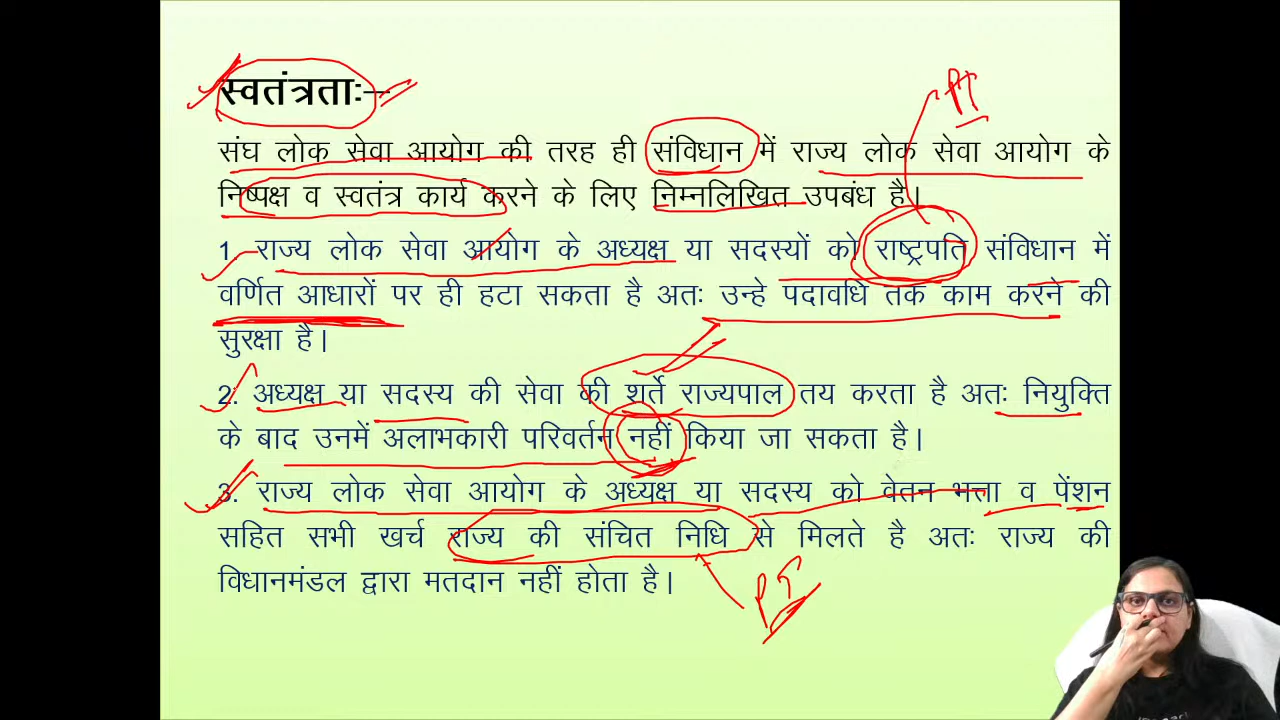 स्वतंत्रताः–
PT
संघ लोक सेवा आयोग की तरह ही संविधान में राज्य लोक सेवा आयोग के
निष्पक्ष व स्वतंत्र कार्य करने के लिए निम्नलिखित उपबंध है।
1. राज्य लोक सेवा आयोग के अध्यक्ष या सदस्यों को राष्ट्रपति संविधान में
वर्णित आधारों पर ही हटा सकता है अतः उन्हे पदावधि तक काम करने की
सुरक्षा है।
2. अध्यक्ष या सदस्य की सेवा की शर्ते राज्यपाल तय करता है अतः नियुक्ति
के बाद उनमें अलाभकारी परिवर्तन नहीं किया जा सकता है।
3. राज्य लोक सेवा आयोग के अध्यक्ष या सदस्य को वेतन भत्ता व पेंशन
सहित सभी खर्च राज्य की संचित निधि से मिलते है अतः राज्य की
विधानमंडल द्वारा मतदान नहीं होता है।
PT